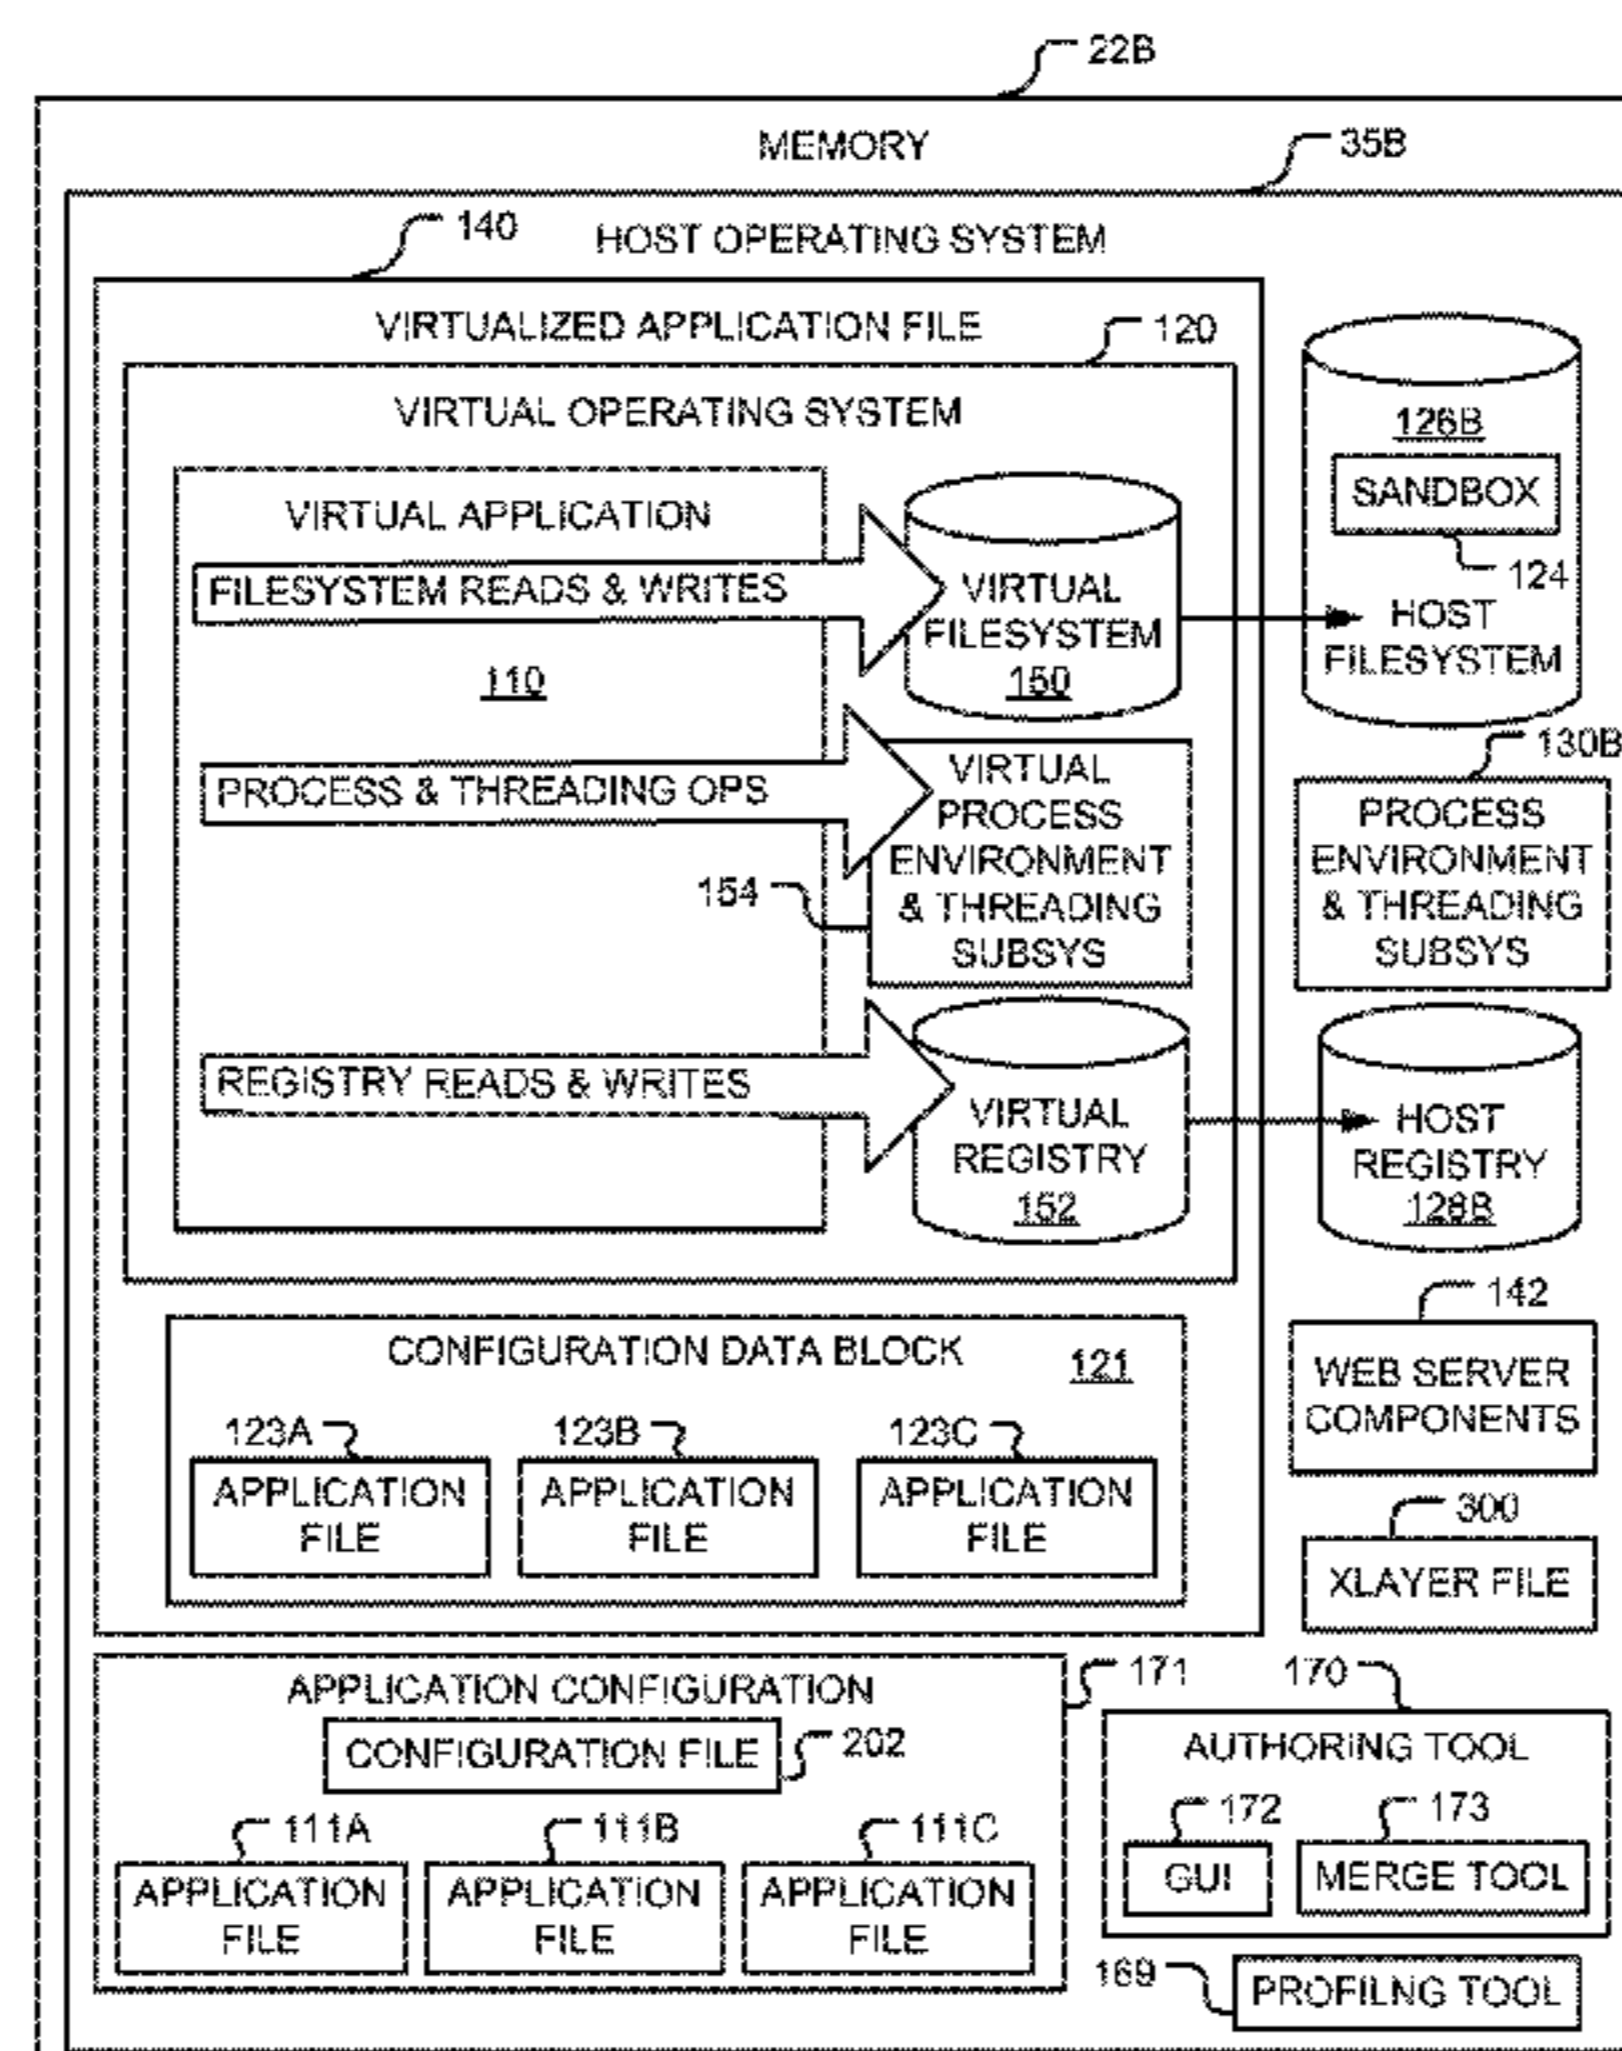 22B
MEMORY
35B
140
HOST OPERATING SYSTEM
VIRTUALIZED APPLICATION FILE
120
VIRTUAL OPERATING SYSTEM
126B
SANDBOX
124
HOST
FILESYSTEM
VIRTUAL APPLICATION
FILESYSTEM READS & WRITES
VIRTUAL
FILESYSTEM
150
110
130B
PROCESS & THREADING OPS
VIRTUAL
PROCESS
ENVIRONMENT
& THREADING
SUBSYS
154
PROCESS
ENVIRONMENT
& THREADING
SUBSYS
REGISTRY READS & WRITES
VIRTUAL
REGISTRY
152
HOST
REGISTRY
128B
142
WEB SERVER
COMPONENTS
CONFIGURATION DATA BLOCK
121
123A
123B
123C
APPLICATION
FILE
APPLICATION
FILE
APPLICATION
FILE
300
XLAYER FILE
APPLICATION CONFIGURATION
171
170
CONFIGURATION FILE
202
AUTHORING TOOL
111A
111B
111C
172
173
APPLICATION
FILE
APPLICATION
FILE
APPLICATION
FILE
GUI
MERGE TOOL
169
PROFILNG TOOL